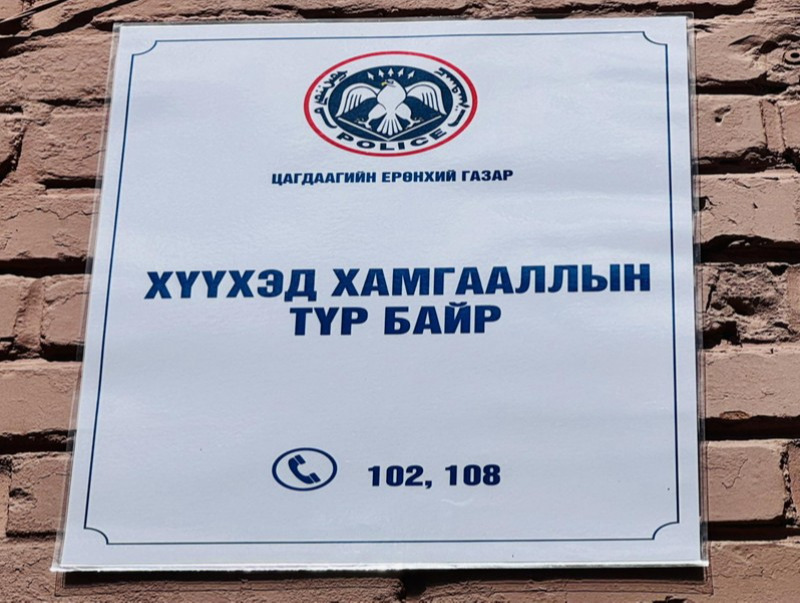 POLICE
ЦАГДААГИЙН ЕРӨНХИЙ ГАЗАР
ХҮҮХЭД ХАМГААЛЛЫН
ТҮР БАЙР
102, 108